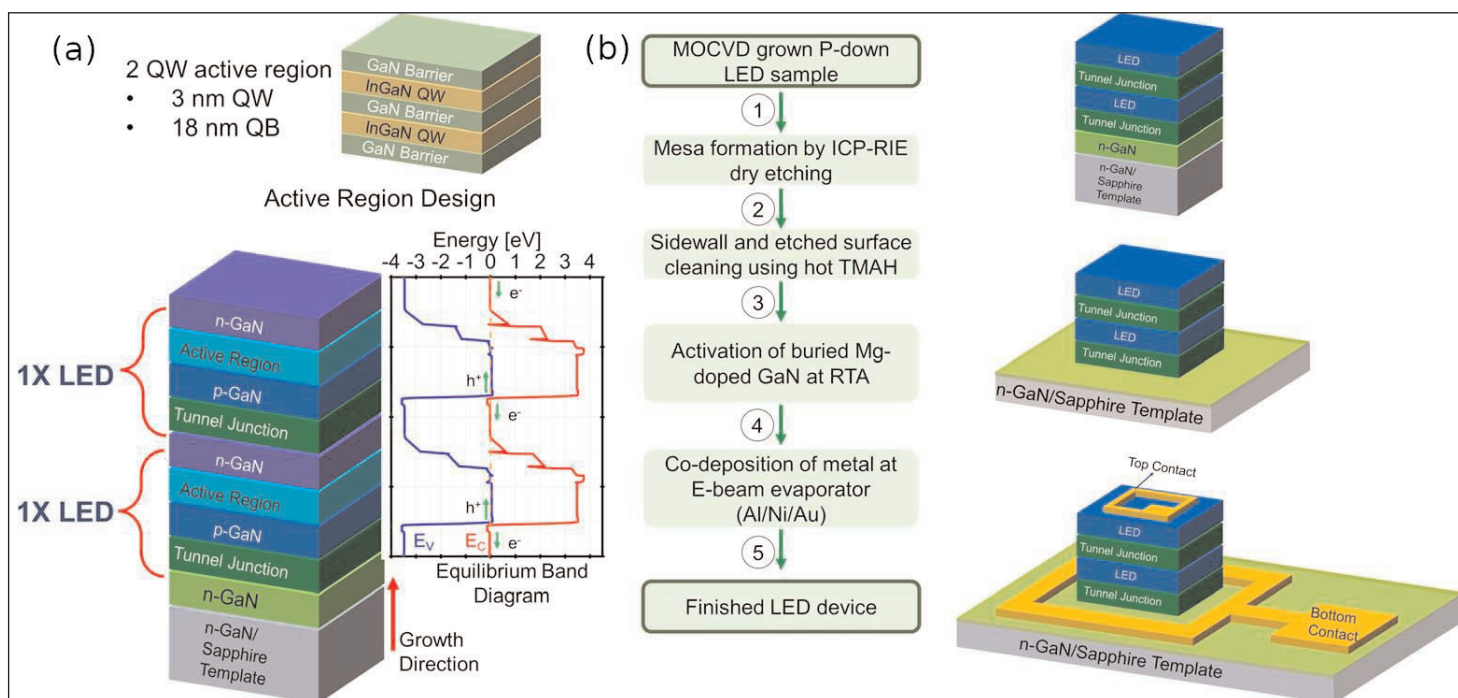 (a)
2 QW active region
• 3 nm QW
• 18 nm QB
GaN Barrier
InGaN QW
GaN Barrier
InGaN QW
GaN Barrier
Active Region Design
1X LED
1X LED
n-GaN
Active Region
p-GaN
Tunnel Junction
n-GaN
Active Region
p-GaN
Tunnel Junction
n-GaN
n-GaN/
Sapphire
Template
Energy [eV]
-4 -3 -2 -1 0 1 2 3 4
e-
h+
e-
h+
EV EC e-
Equilibrium Band
Diagram
Growth
Direction
(b)
MOCVD grown P-down
LED sample
1
Mesa formation by ICP-RIE
dry etching
2
Sidewall and etched surface
cleaning using hot TMAH
3
Activation of buried Mg-
doped GaN at RTA
4
Co-deposition of metal at
E-beam evaporator
(Al/Ni/Au)
5
Finished LED device
LED
Tunnel Junction
LED
Tunnel Junction
n-GaN
n-GaN/
Sapphire
Template
LED
Tunnel Junction
LED
Tunnel Junction
n-GaN/Sapphire Template
Top Contact
LED
Tunnel Junction
LED
Tunnel Junction
Bottom
Contact
n-GaN/Sapphire Template